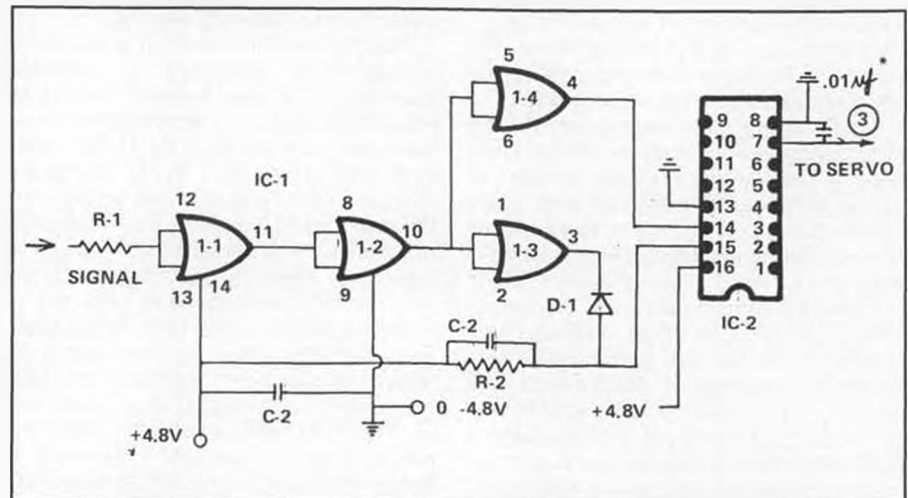 5
1-4
4
6
.01µf*
9 8
3
10 7
11 6
TO SERVO
12 5
IC-1
13 4
R-1
12
8
1
14 3
1-1
11
1-2
10
1-3
3
15 2
16 1
SIGNAL
13
14
9
2
D-1
IC-2
C-2
R-2
C-2
0 -4.8V
+4.8V
+4.8V